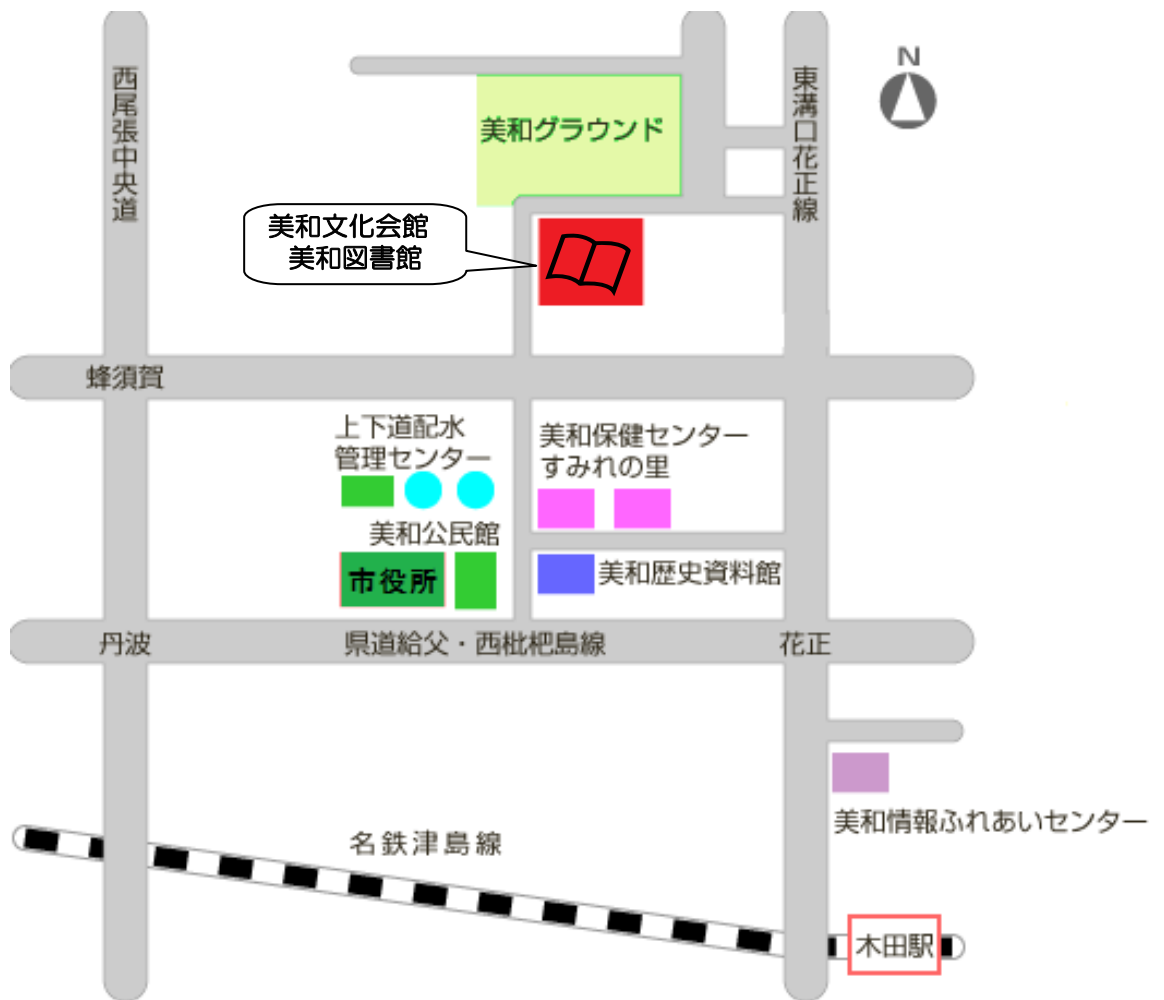 N
西尾張中央道
東溝口花正線
美和グラウンド
美和文化会館
美和図書館
蜂須賀
上下道配水
管理センター
美和保健センター
すみれの里
美和公民館
市役所
美和歴史資料館
丹波
県道給父・西枇杷島線
花正
美和情報ふれあいセンター
名鉄津島線
木田駅